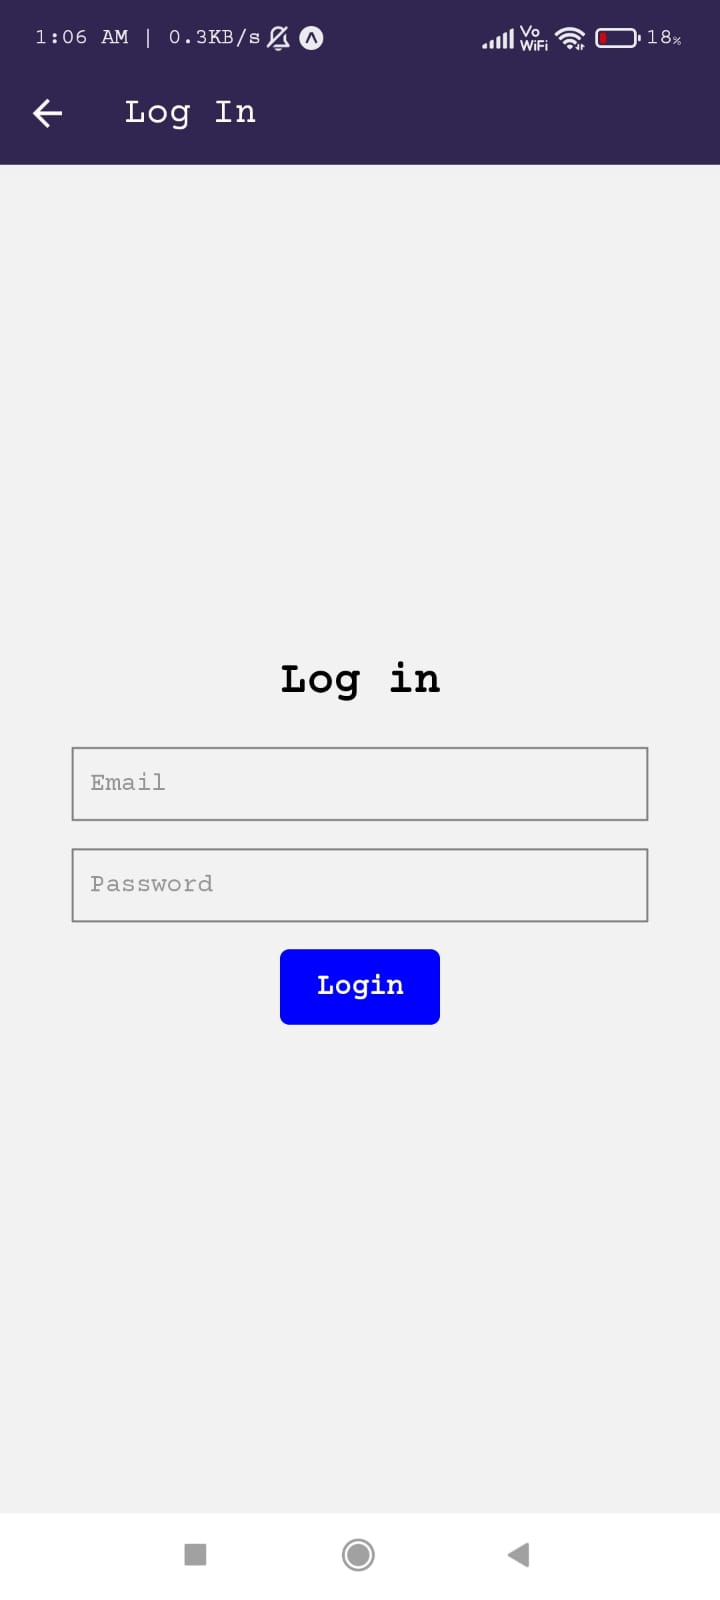 1:06 AM | 0.3KB/s Vo WiFi 18%
Log In
Log in
Email
Password
Login